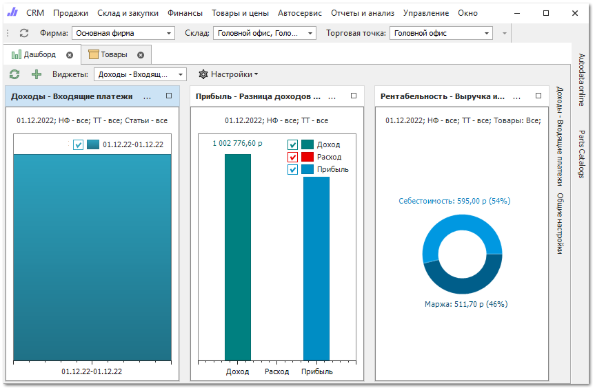 CRM Продажи Склад и закупки Финансы Товары и цены Автосервис Отчеты и анализ Управление Окно
Фирма: Основная фирма Склад: Головной офис, Голо... Торговая точка: Головной офис
Дашборд Товары
Виджеты: Доходы - Входящ... Настройки
Доходы - Входящие платежи ...
01.12.2022; НФ - все; ТТ - все; Статьи - все
01.12.22-01.12.22
01.12.22-01.12.22
Прибыль - Разница доходов ... ...
01.12.2022; НФ - все; ТТ - все
1 002 776,60 р
Доход
Расход
Прибыль
Доход Расход Прибыль
Рентабельность - Выручка и... ...
01.12.2022; НФ - все; ТТ - все; Товары: Все;
Себестоимость: 595,00 р (54%)
Маржа: 511,70 р (46%)
Доходы - Входящие платежи Общие настройки
Autodata online Parts Catalogs